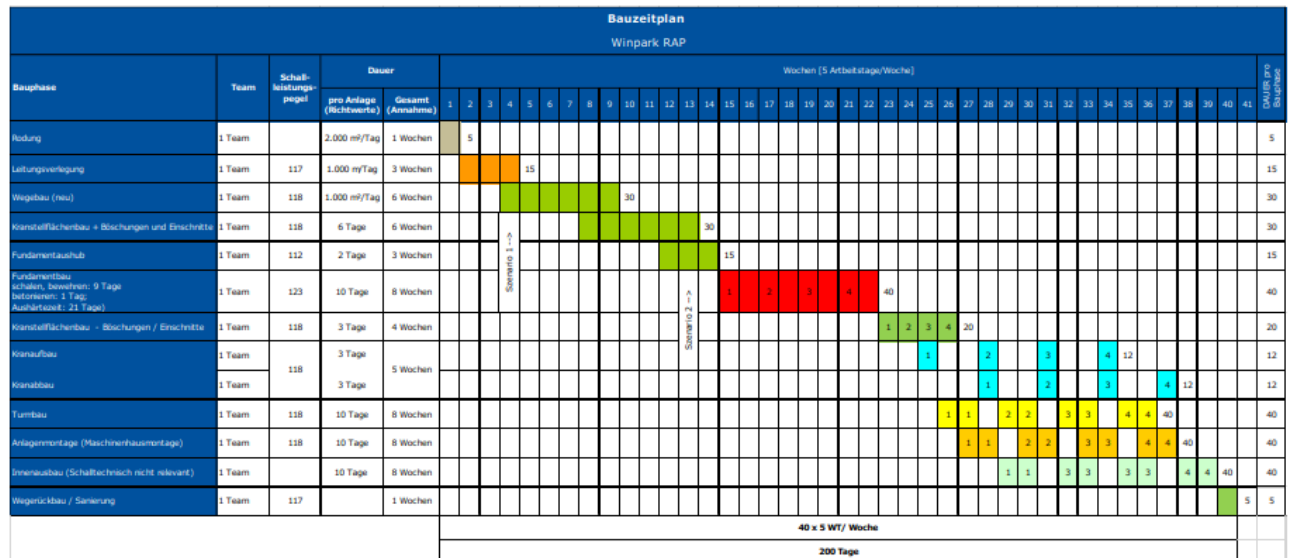 Bauzeitplan
Winpark RAP
Bauphase
Team
Schall-
leistungs-
pegel
Dauer
Wochen [5 Artbeitstage/Woche]
DAUER pro
Bauphase
pro Anlage
(Richtwerte)
Gesamt
(Annahme)
1 2 3 4 5 6 7 8 9 10 11 12 13 14 15 16 17 18 19 20 21 22 23 24 25 26 27 28 29 30 31 32 33 34 35 36 37 38 39 40 41
Rodung 1 Team 2.000 m²/Tag 1 Wochen 5 5
Leitungsverlegung 1 Team 117 1.000 m/Tag 3 Wochen 15 15
Wegebau (neu) 1 Team 118 1.000 m²/Tag 6 Wochen 10 30
Kranstellflächenbau + Böschungen und Einschnitte 1 Team 118 6 Tage 6 Wochen 30 30
Szenario 1 -->
Fundamentaushub 1 Team 112 2 Tage 3 Wochen 15 15
Fundamentbau
schalen, bewehren: 9 Tage
betonieren: 1 Tag;
Aushärtezeit: 21 Tage)
1 Team 123 10 Tage 8 Wochen 1 2 3 4 40 40
Szenario 2 -->
Kranstellflächenbau - Böschungen / Einschnitte 1 Team 118 3 Tage 4 Wochen 1 2 3 4 20 20
Kranaufbau 1 Team 3 Tage 1 2 3 4 12 12
118 5 Wochen
Kranabbau 1 Team 3 Tage 1 2 3 4 12 12
Turmbau 1 Team 118 10 Tage 8 Wochen 1 1 2 2 3 3 4 4 40 40
Anlagenmontage (Maschinenhausmontage) 1 Team 118 10 Tage 8 Wochen 1 1 2 2 3 3 4 4 40 40
Innenausbau (Schalltechnisch nicht relevant) 1 Team 10 Tage 8 Wochen 1 1 3 3 3 3 4 4 40 40
Wegerückbau / Sanierung 1 Team 117 1 Wochen 5 5
40 x 5 WT/ Woche
200 Tage